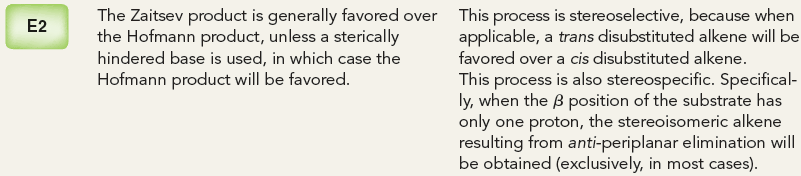 E2
The Zaitsev product is generally favored over
the Hofmann product, unless a sterically
hindered base is used, in which case the
Hofmann product will be favored.
This process is stereoselective, because when
applicable, a trans disubstituted alkene will be
favored over a cis disubstituted alkene.
This process is also stereospecific. Specifical-
ly, when the β position of the substrate has
only one proton, the stereoisomeric alkene
resulting from anti-periplanar elimination will
be obtained (exclusively, in most cases).